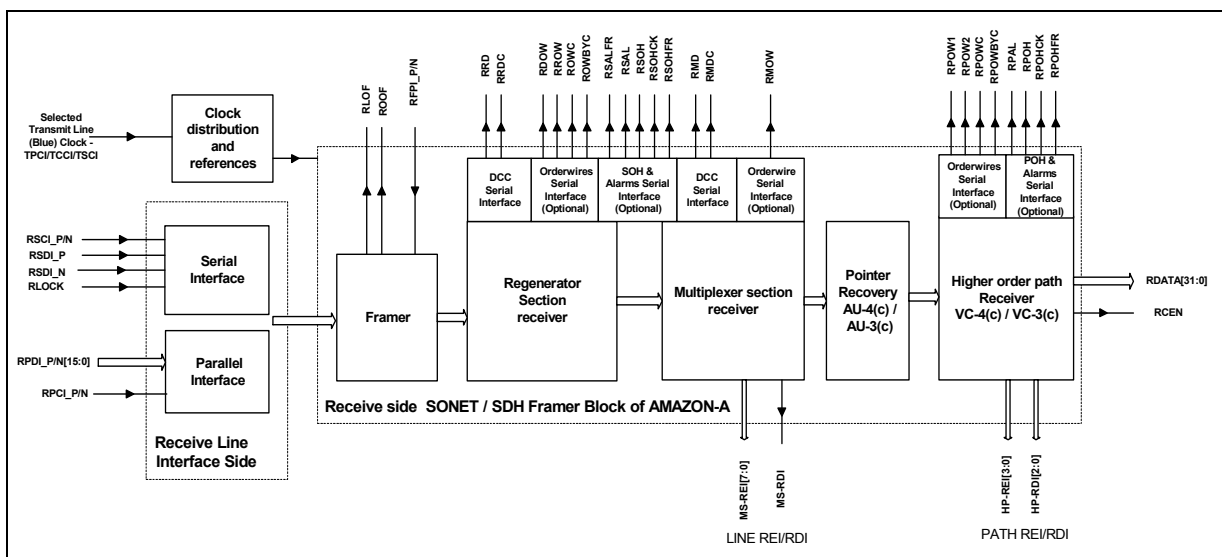 RRD
RRDC
RDOW
RROW
ROWC
ROWBYC
RSALFR
RSAL
RSOH
RSOHCK
RSOHFR
RMD
RMDC
RMOW
RPOW1
RPOW2
RPOWC
RPOWBYC
RPAL
RPOH
RPOHCK
RPOHFR
RLOF
ROOF
RFPI_P/N
Selected
Transmit Line
(Blue) Clock -
TPCI/TCCI/TSCI
Clock
distribution
and
references
DCC
Serial
Interface
Orderwires
Serial
Interface
(Optional)
SOH &
Alarms Serial
Interface
(Optional)
DCC
Serial
Interface
Orderwire
Serial
Interface
(Optional)
Orderwires
Serial
Interface
(Optional)
POH &
Alarms
Serial
Interface
(Optional)
RSCI_P/N
RSDI_P
RSDI_N
RLOCK
Serial
Interface
RPDI_P/N[15:0]
RPCI_P/N
Parallel
Interface
Receive Line
Interface Side
Framer
Regenerator
Section
receiver
Multiplexer section
receiver
Pointer
Recovery
AU-4(c) /
AU-3(c)
Higher order path
Receiver
VC-4(c) / VC-3(c)
RDATA[31:0]
RCEN
Receive side SONET / SDH Framer Block of AMAZON-A
MS-REI[7:0]
MS-RDI
HP-REI[3:0]
HP-RDI[2:0]
LINE REI/RDI
PATH REI/RDI